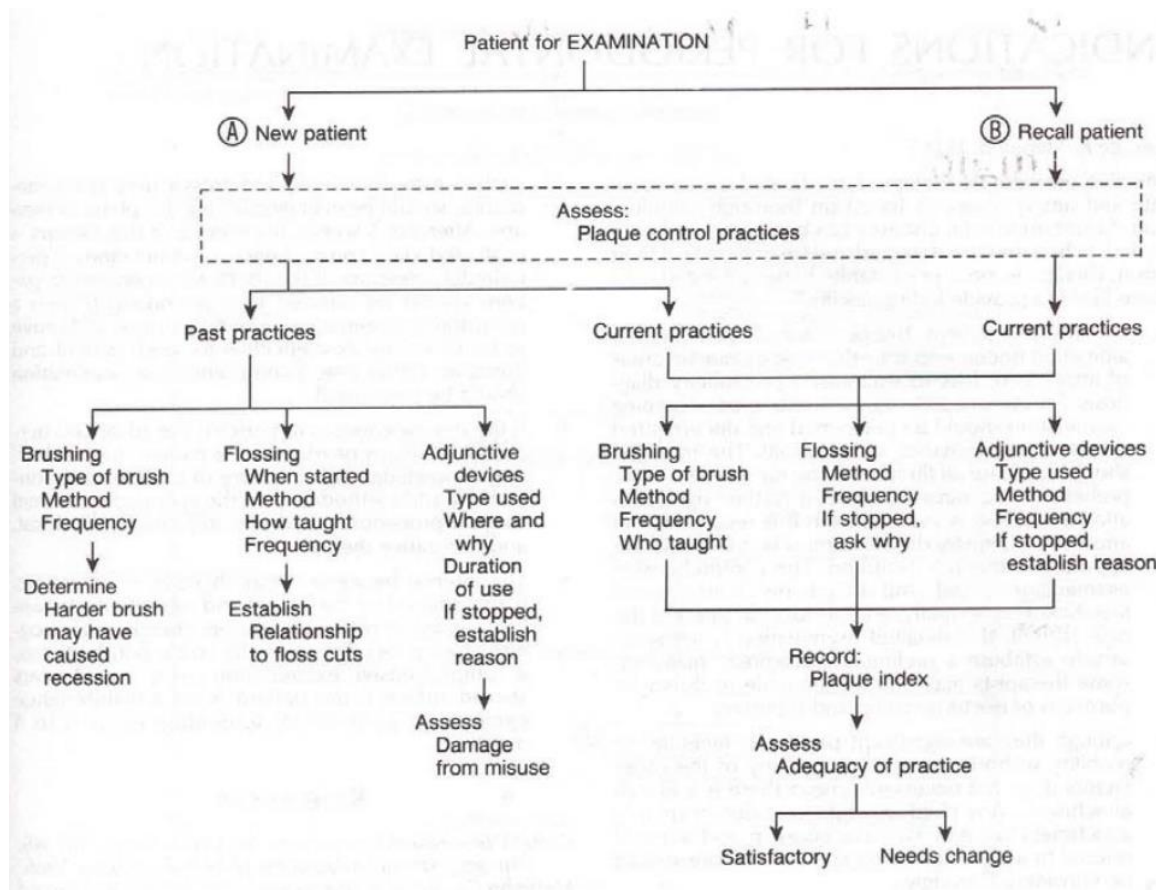 Patient for EXAMINATION
Ⓐ New patient
Ⓑ Recall patient
Assess:
Plaque control practices
Past practices
Current practices
Current practices
Brushing
Type of brush
Method
Frequency
Determine
Harder brush
may have
caused
recession
Flossing
When started
Method
How taught
Frequency
Establish
Relationship
to floss cuts
Adjunctive
devices
Type used
Where and
why
Duration
of use
If stopped,
establish
reason
Assess
Damage
from misuse
Brushing
Type of brush
Method
Frequency
Who taught
Flossing
Method
Frequency
If stopped,
ask why
Adjunctive devices
Type used
Method
Frequency
If stopped,
establish reason
Record:
Plaque index
Assess
Adequacy of practice
Satisfactory
Needs change